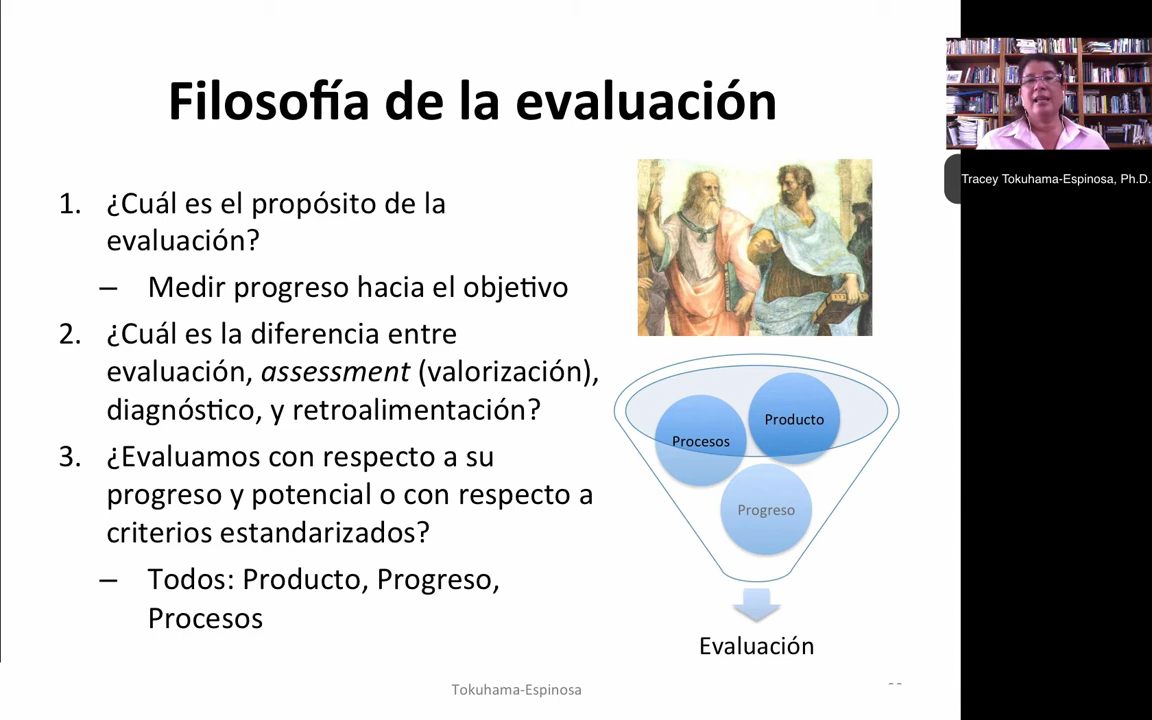 Filosofía de la evaluación
1. ¿Cuál es el propósito de la
evaluación?
– Medir progreso hacia el objetivo
2. ¿Cuál es la diferencia entre
evaluación, assessment (valorización),
diagnóstico, y retroalimentación?
3. ¿Evaluamos con respecto a su
progreso y potencial o con respecto a
criterios estandarizados?
– Todos: Producto, Progreso,
Procesos
Producto
Procesos
Progreso
Evaluación
Tokuhama-Espinosa
Tracey Tokuhama-Espinosa, Ph.D.